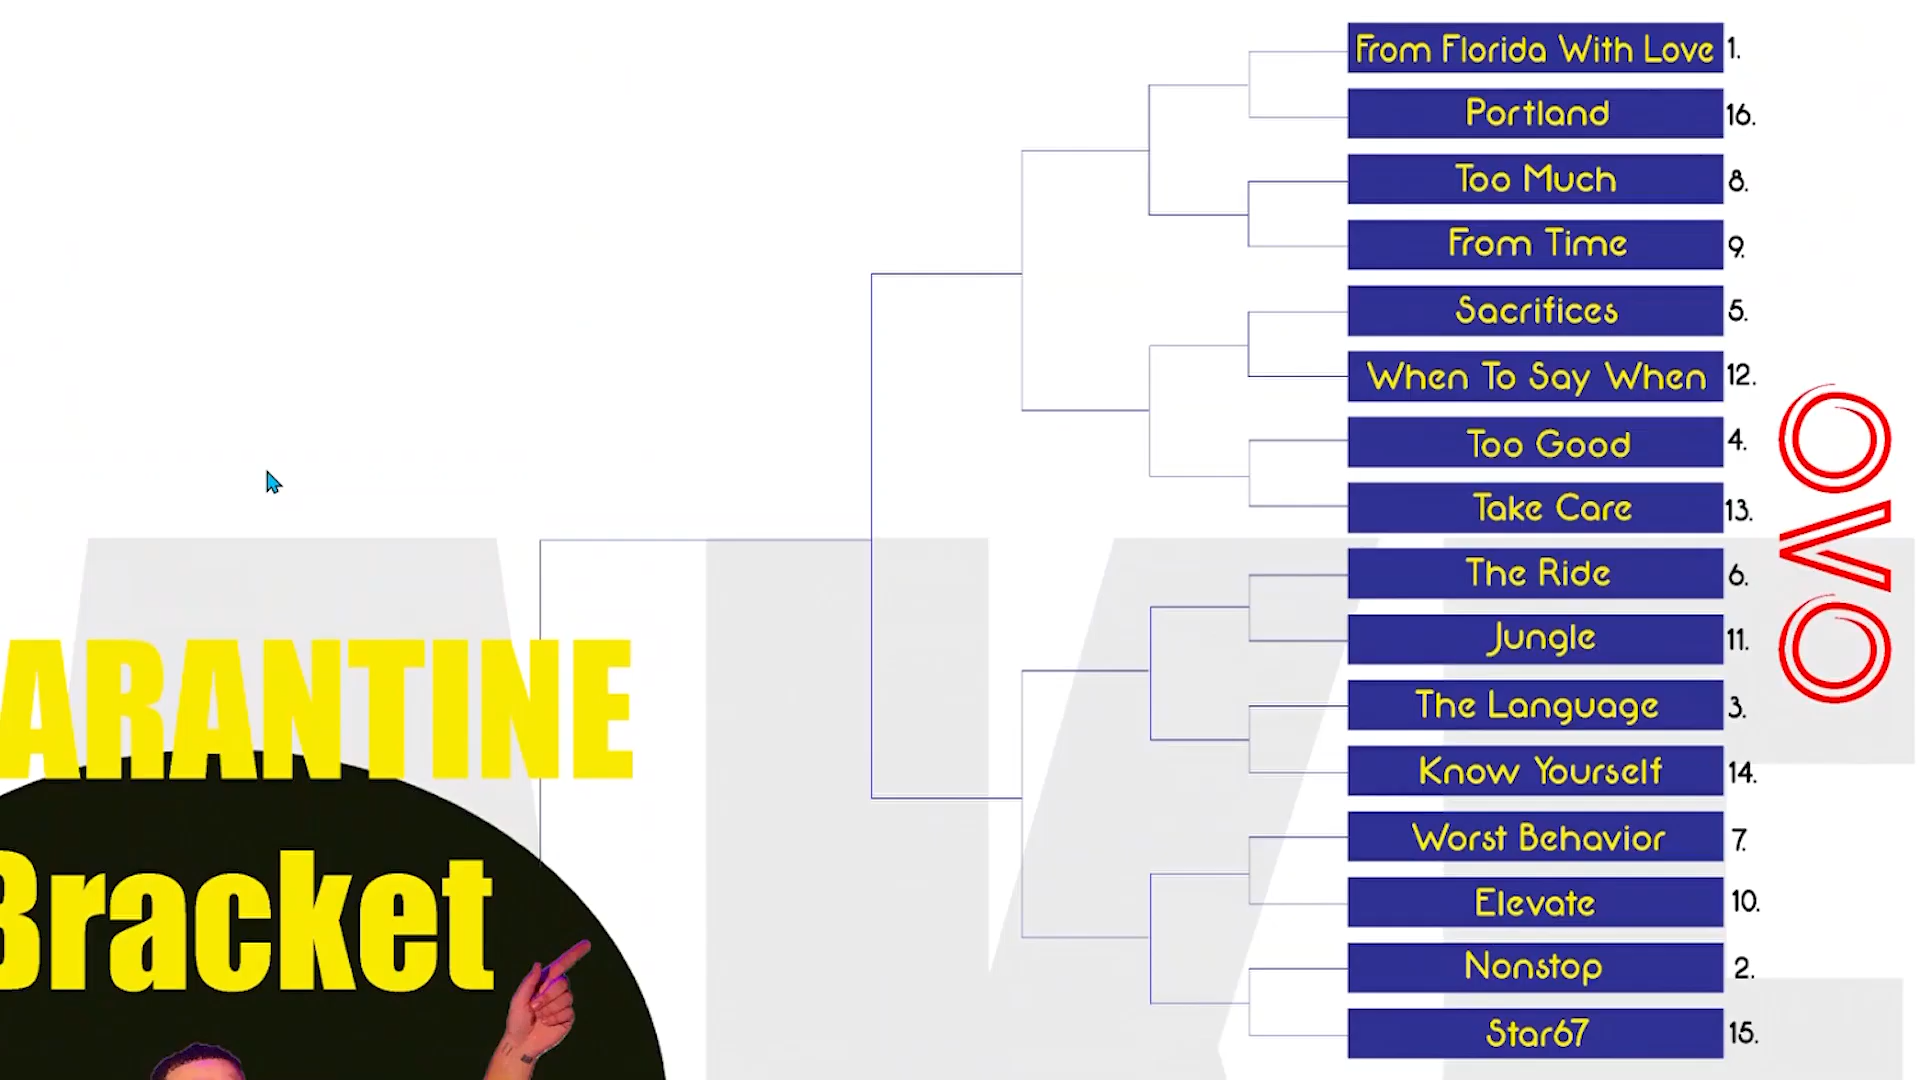 From Florida With Love 1.
Portland 16.
Too Much 8.
From Time 9.
Sacrifices 5.
When To Say When 12.
Too Good 4.
Take Care 13.
The Ride 6.
Jungle 11.
The Language 3.
Know Yourself 14.
Worst Behavior 7.
Elevate 10.
Nonstop 2.
Star67 15.
OVO
ARANTINE
Bracket